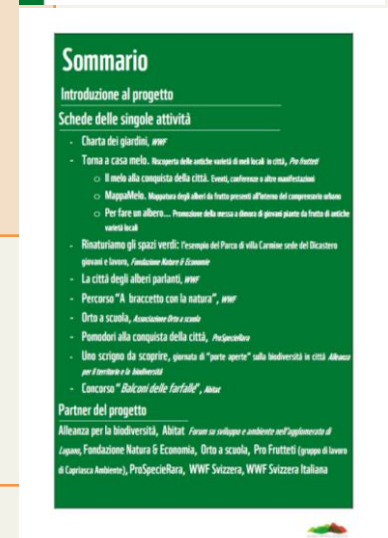 Sommario
Introduzione al progetto
Schede delle singole attività
- Charta dei giardini, WWF
- Torna a casa melo. Riscoperta delle antiche varietà di meli locali in città, Pro Frutteti
○ Il melo alla conquista della città. Eventi, conferenze e altre manifestazioni
○ MappaMelo. Mappatura degli alberi da frutta presenti all'interno del comprensorio urbano
○ Per fare un albero... Promozione della messa a dimora di giovani piante da frutto di antiche
varietà locali
- Rinaturiamo gli spazi verdi: l'esempio del Parco di villa Carmine sede del Dicastero
giovani e lavoro, Fondazione Natura & Economia
- La città degli alberi parlanti, WWF
- Percorso "A braccetto con la natura", WWF
- Orto a scuola, Associazione Orto a scuola
- Pomodori alla conquista della città, ProSpecieRara
- Uno scrigno da scoprire, giornata di "porte aperte" sulla biodiversità in città Alleanza
per il territorio e la biodiversità
- Concorso "Balconi delle farfalle", Abitat
Partner del progetto
Alleanza per la biodiversità, Abitat Forum su sviluppo e ambiente nell'agglomerato di
Lugano, Fondazione Natura & Economia, Orto a scuola, Pro Frutteti (gruppo di lavoro
di Capriasca Ambiente), ProSpecieRara, WWF Svizzera, WWF Svizzera Italiana